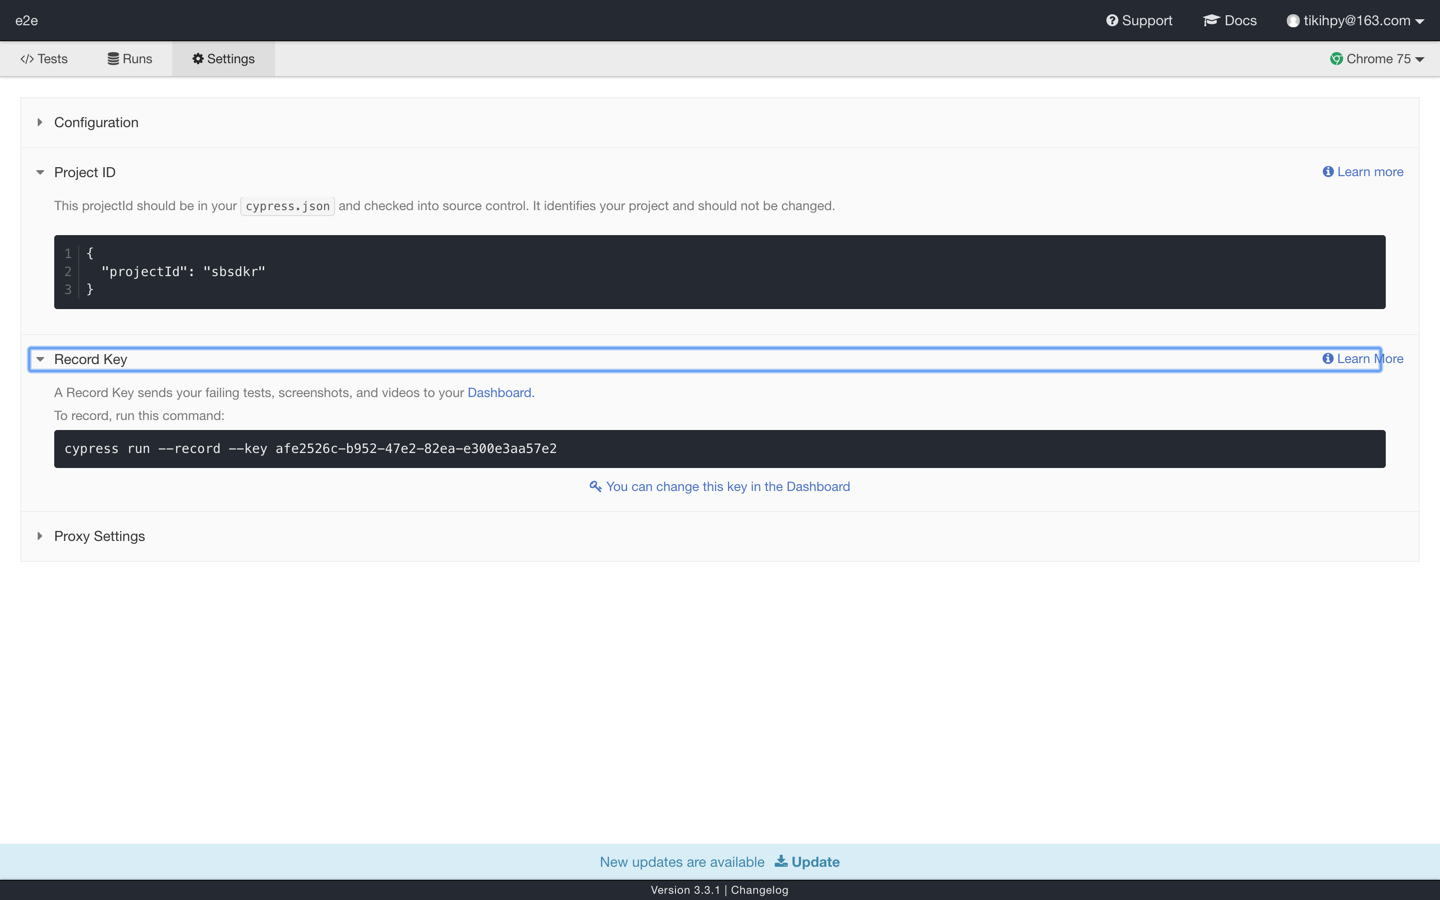 e2e
Support Docs tikihpy@163.com
</> Tests Runs Settings Chrome 75
Configuration
Project ID Learn more
This projectId should be in your cypress.json and checked into source control. It identifies your project and should not be changed.
1 {
2 "projectId": "sbsdkr"
3 }
Record Key Learn More
A Record Key sends your failing tests, screenshots, and videos to your Dashboard.
To record, run this command:
cypress run --record --key afe2526c-b952-47e2-82ea-e300e3aa57e2
You can change this key in the Dashboard
Proxy Settings
New updates are available Update
Version 3.3.1 | Changelog